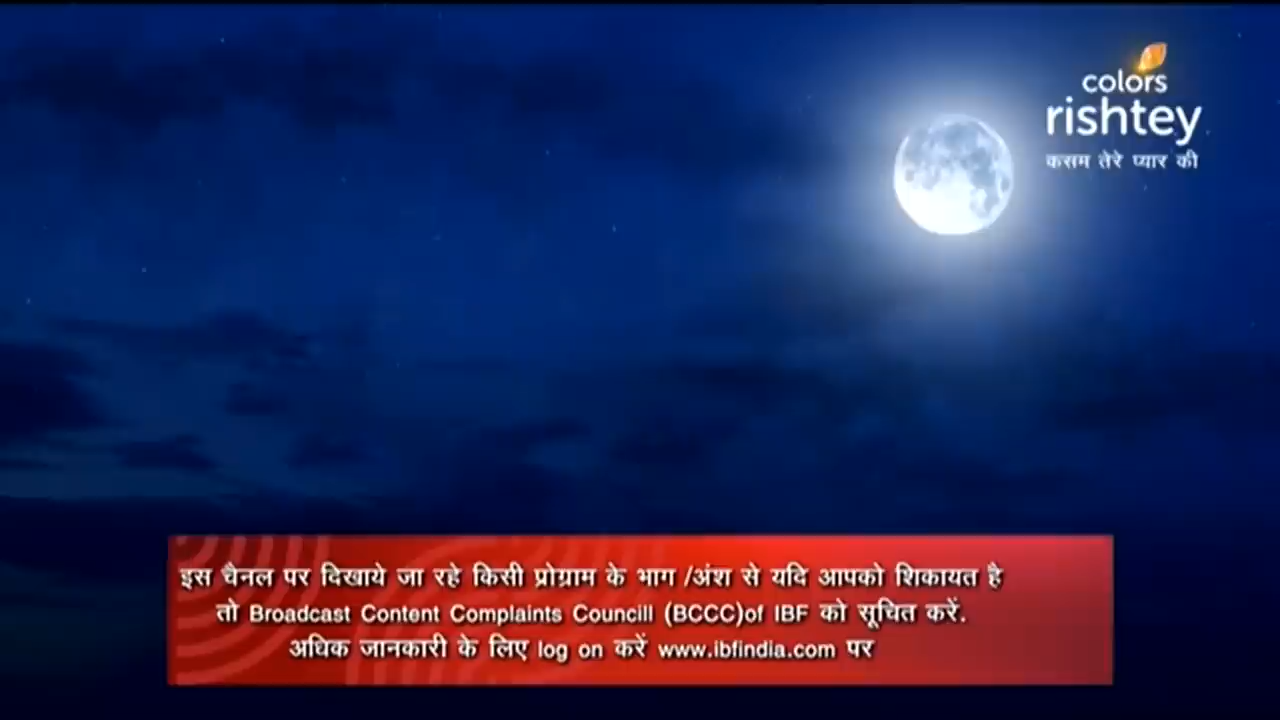 colors
rishtey
कसम तेरे प्यार की
इस चैनल पर दिखाये जा रहे किसी प्रोग्राम के भाग /अंश से यदि आपको शिकायत है
तो Broadcast Content Complaints Councill (BCCC)of IBF को सूचित करें.
अधिक जानकारी के लिए log on करें www.ibfindia.com पर